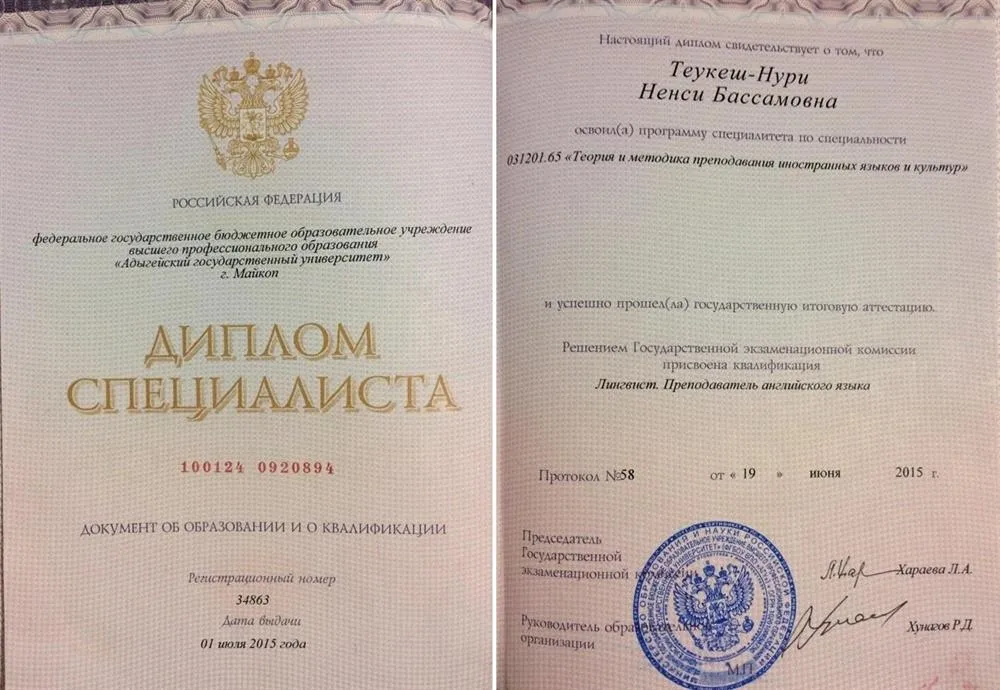 РОССИЙСКАЯ ФЕДЕРАЦИЯ
федеральное государственное бюджетное образовательное учреждение
высшего профессионального образования
«Адыгейский государственный университет»
г. Майкоп
ДИПЛОМ
СПЕЦИАЛИСТА
100124 0920894
ДОКУМЕНТ ОБ ОБРАЗОВАНИИ И О КВАЛИФИКАЦИИ
Регистрационный номер
34863
Дата выдачи
01 июля 2015 года
Настоящий диплом свидетельствует о том, что
Теукеш-Нури
Ненси Бассамовна
освоил(а) программу специалитета по специальности
031201.65 «Теория и методика преподавания иностранных языков и культур»
и успешно прошел(ла) государственную итоговую аттестацию.
Решением Государственной экзаменационной комиссии
присвоена квалификация
Лингвист. Преподаватель английского языка
Протокол №58 от « 19 » июня 2015 г.
Председатель
Государственной
экзаменационной комиссии Хараева Л.А.
Руководитель образовательной
организации Хунагов Р.Д.
М.П.